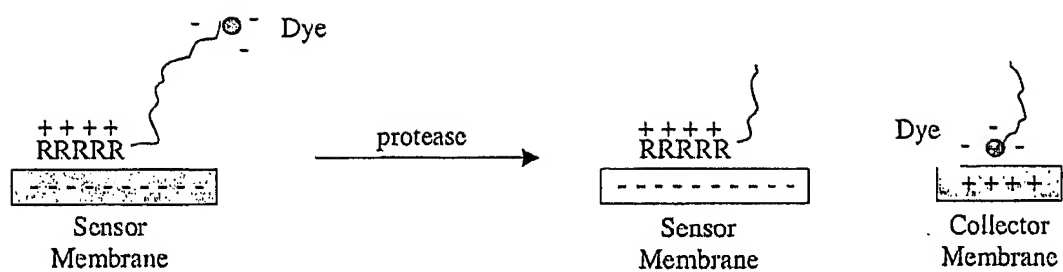 - - Dye
-
+ + + +
RRRRR
- - - - - - - - - -
Sensor
Membrane
protease
+ + + +
RRRRR
- - - - - - - - - -
Sensor
Membrane
Dye
-
- -
+ + + +
Collector
Membrane